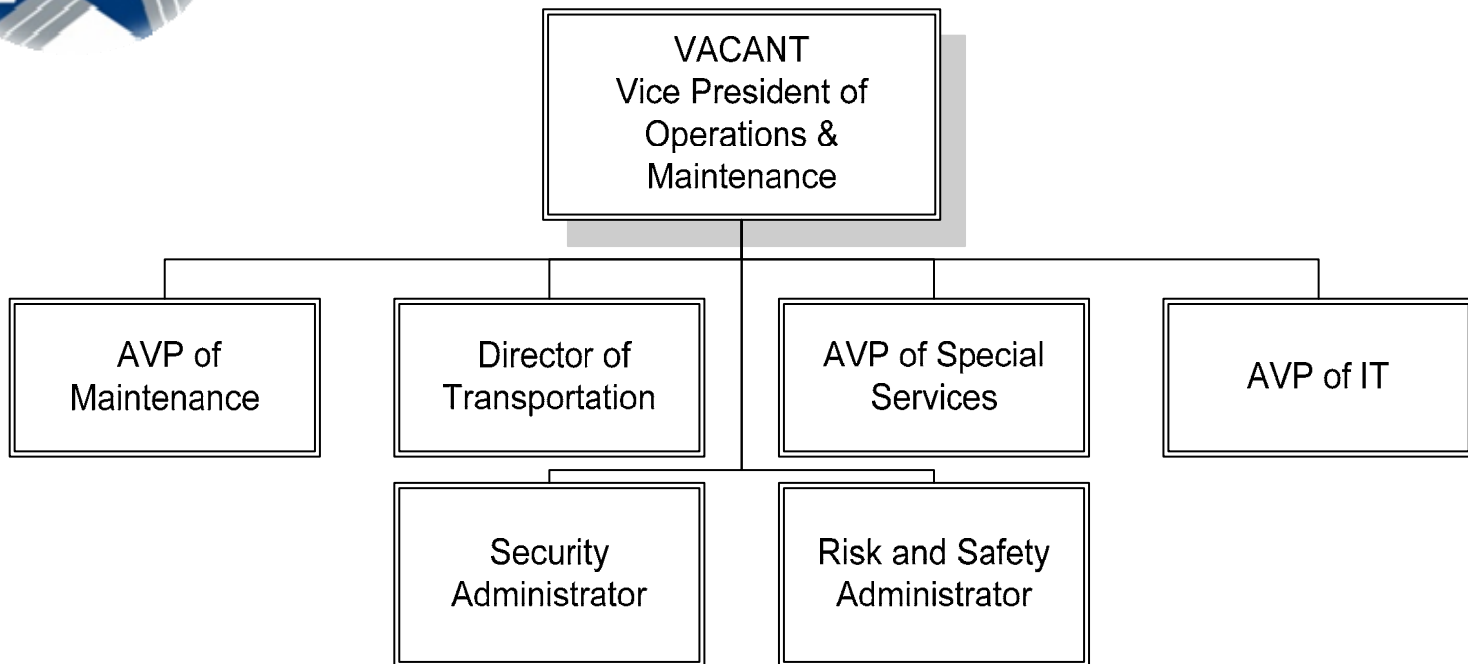 VACANT
Vice President of
Operations &
Maintenance
AVP of
Maintenance
Director of
Transportation
AVP of Special
Services
AVP of IT
Security
Administrator
Risk and Safety
Administrator